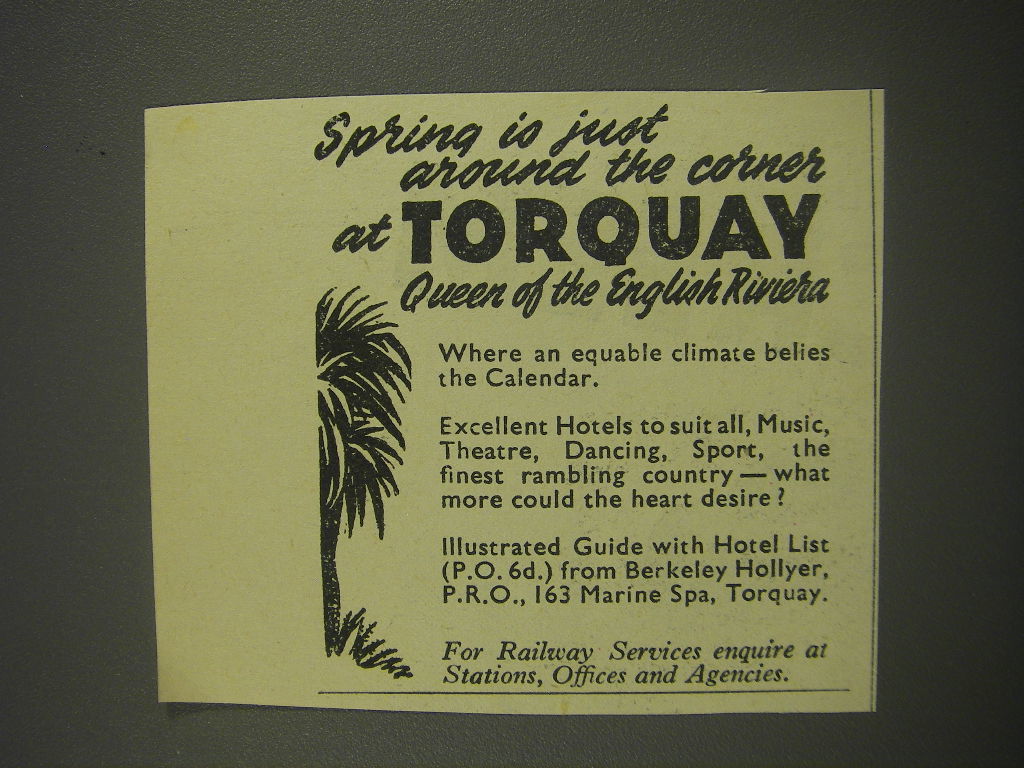 Spring is just
around the corner
at TORQUAY
Queen of the English Riviera
Where an equable climate belies
the Calendar.
Excellent Hotels to suit all, Music,
Theatre, Dancing, Sport, the
finest rambling country — what
more could the heart desire?
Illustrated Guide with Hotel List
(P.O. 6d.) from Berkeley Hollyer,
P.R.O., 163 Marine Spa, Torquay.
For Railway Services enquire at
Stations, Offices and Agencies.